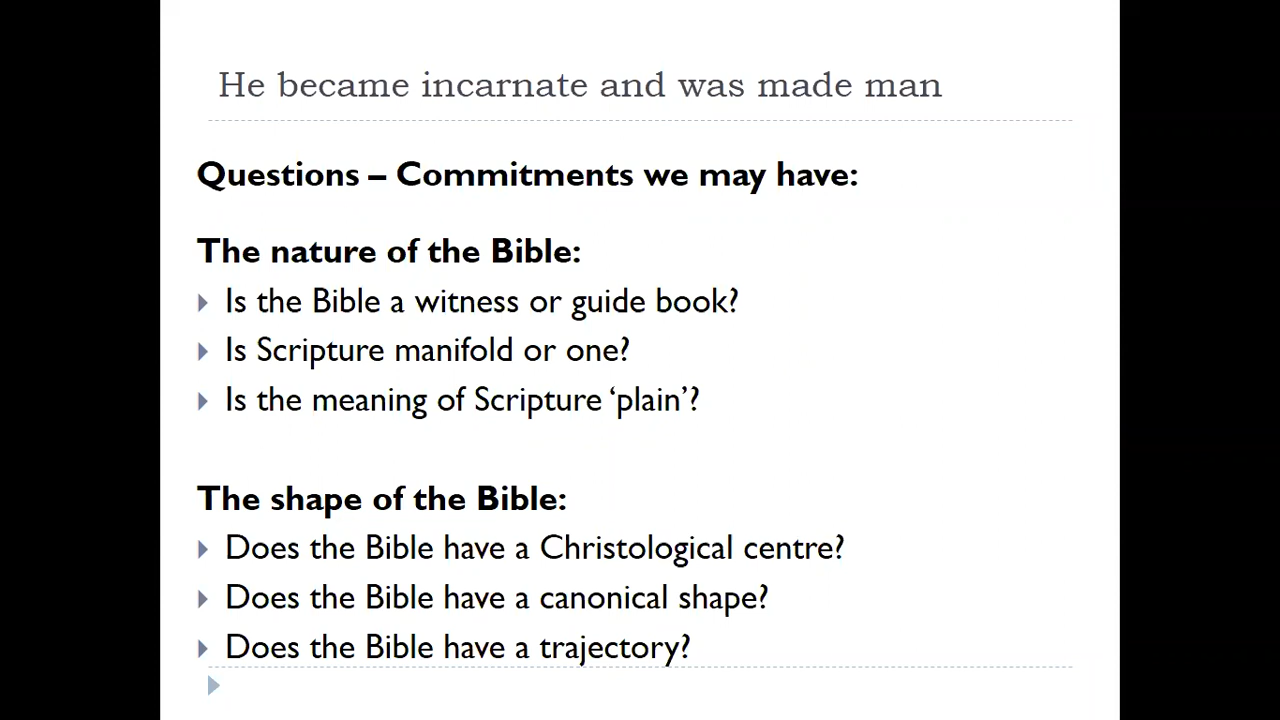 He became incarnate and was made man
Questions – Commitments we may have:
The nature of the Bible:
Is the Bible a witness or guide book?
Is Scripture manifold or one?
Is the meaning of Scripture ‘plain’?
The shape of the Bible:
Does the Bible have a Christological centre?
Does the Bible have a canonical shape?
Does the Bible have a trajectory?